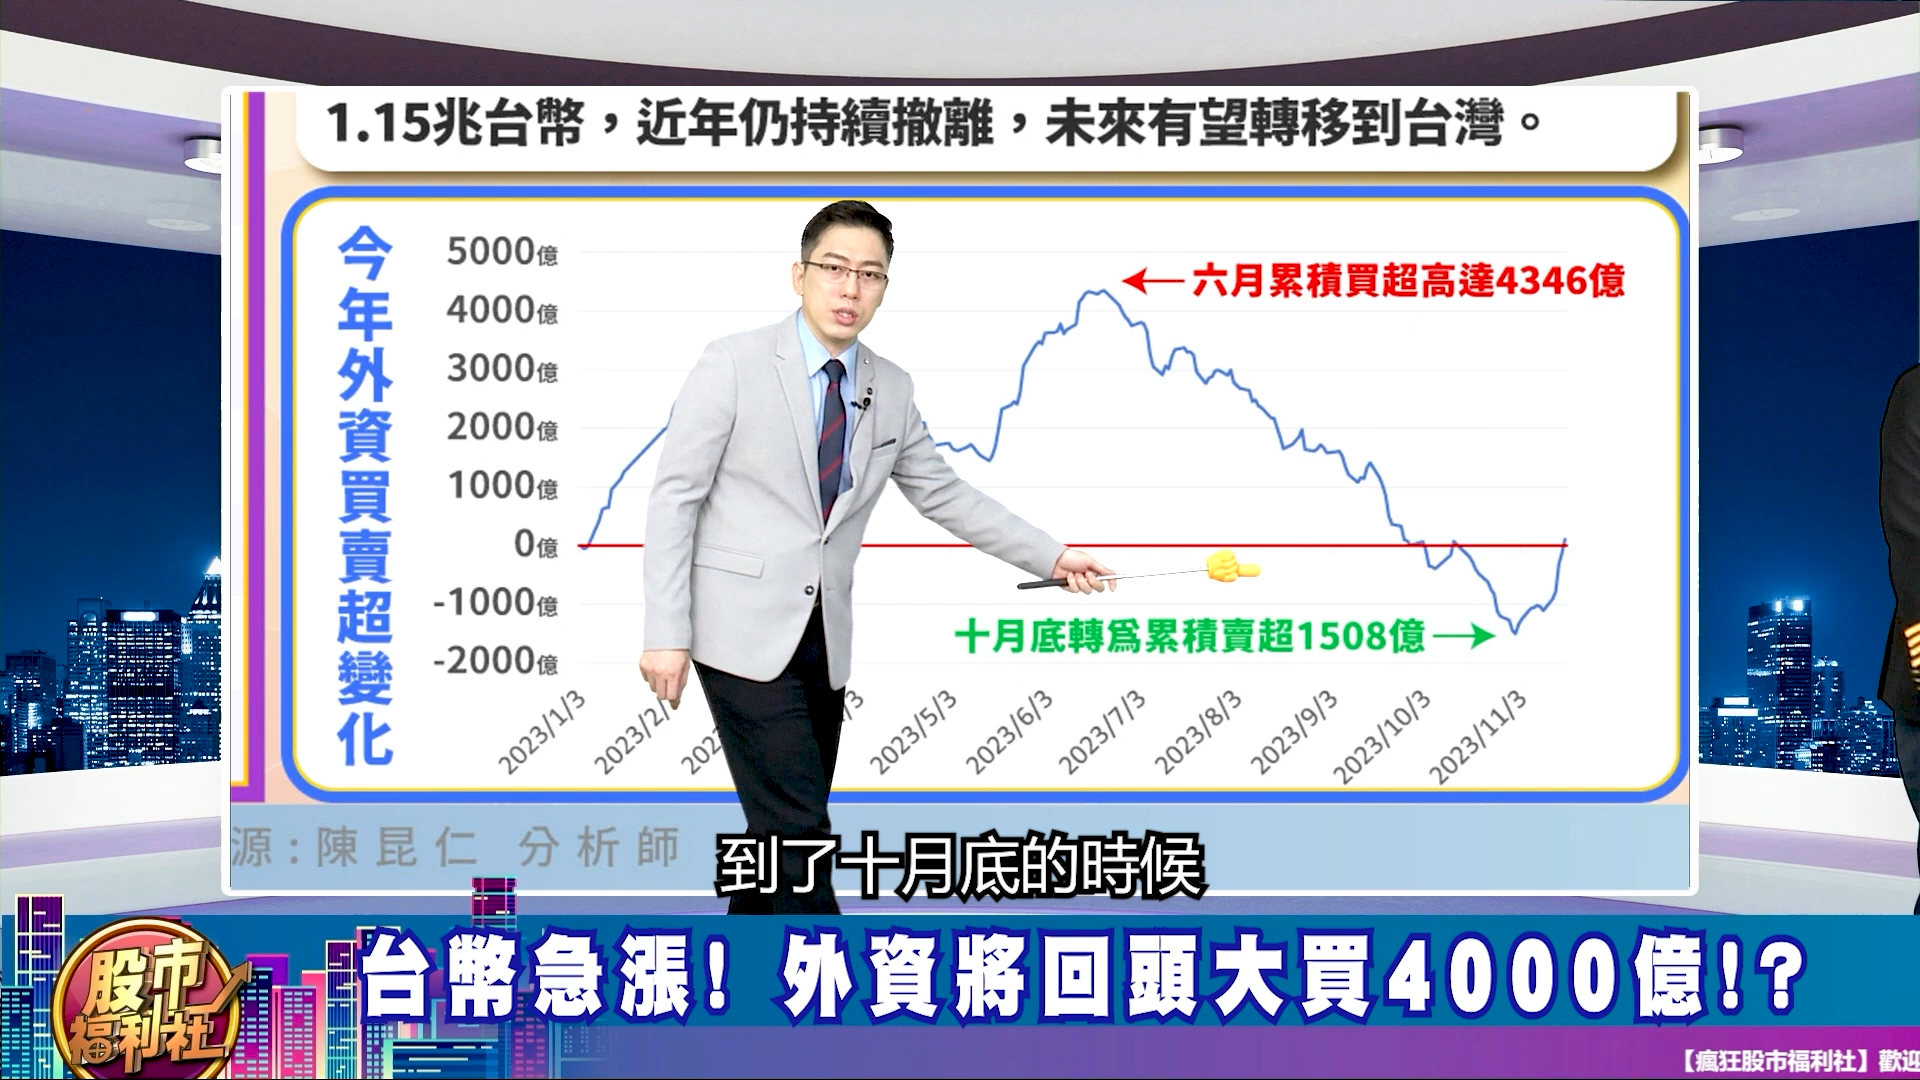 1.15兆台幣，近年仍持續撤離，未來有望轉移到台灣。
今年外資買賣超變化
5000億
4000億
3000億
2000億
1000億
0億
-1000億
-2000億
←六月累積買超高達4346億
十月底轉為累積賣超1508億→
2023/1/3
2023/2/
2023/5/3
2023/6/3
2023/7/3
2023/8/3
2023/9/3
2023/10/3
2023/11/3
源:陳昆仁 分析師
到了十月底的時候
股市
福利社
台幣急漲! 外資將回頭大買4000億!?
【瘋狂股市福利社】歡迎